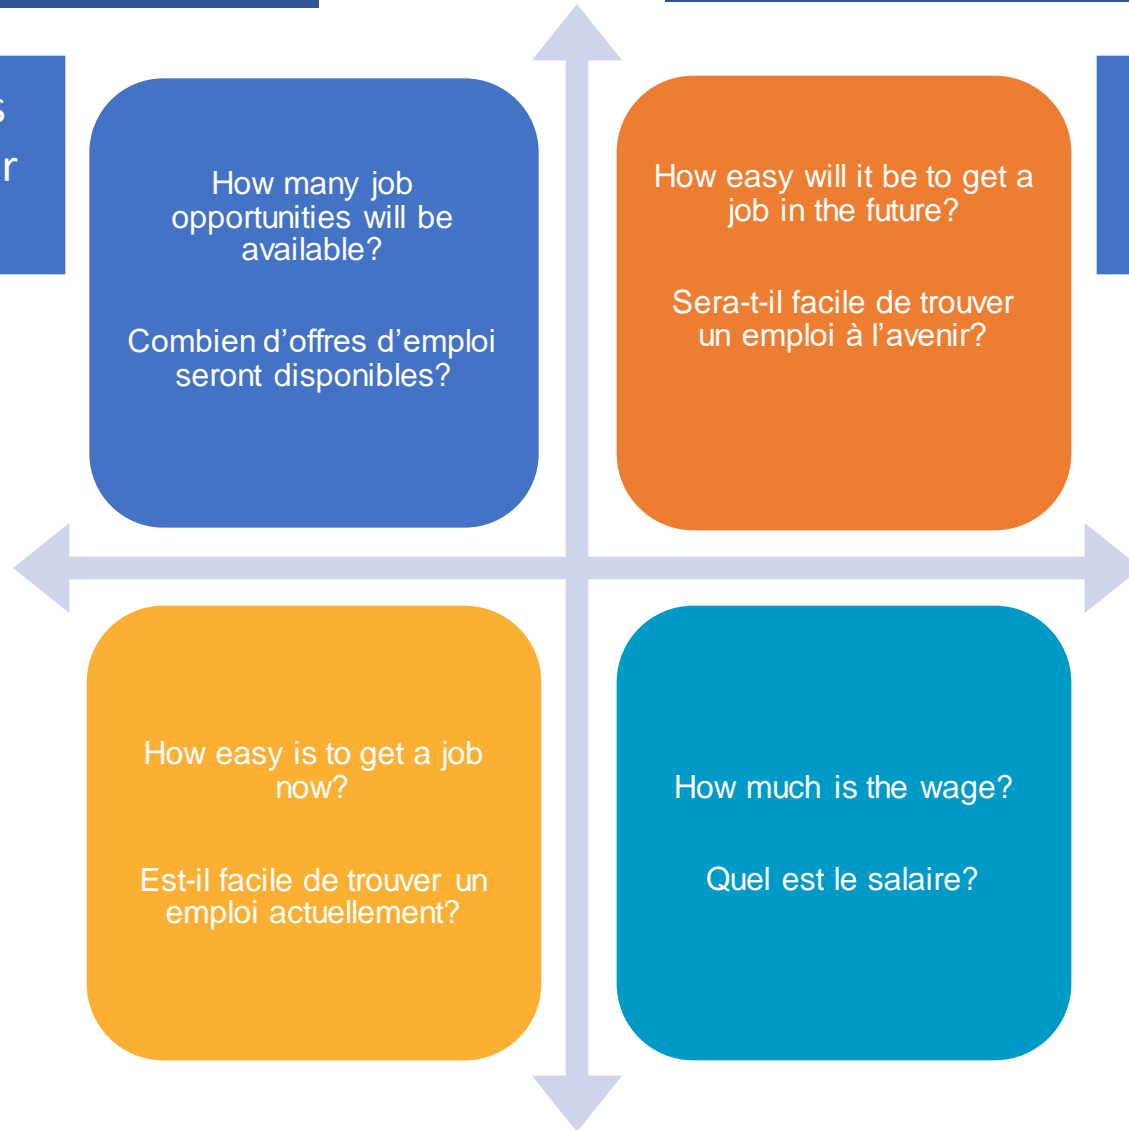 How many job
opportunities will be
available?
Combien d’offres d’emploi
seront disponibles?
How easy will it be to get a
job in the future?
Sera-t-il facile de trouver
un emploi à l’avenir?
How easy is to get a job
now?
Est-il facile de trouver un
emploi actuellement?
How much is the wage?
Quel est le salaire?